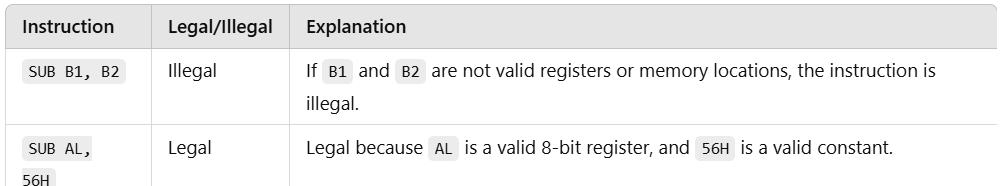 Instruction Legal/Illegal Explanation
SUB B1, B2 Illegal If B1 and B2 are not valid registers or memory locations, the instruction is
illegal.
SUB AL, Legal Legal because AL is a valid 8-bit register, and 56H is a valid constant.
56H